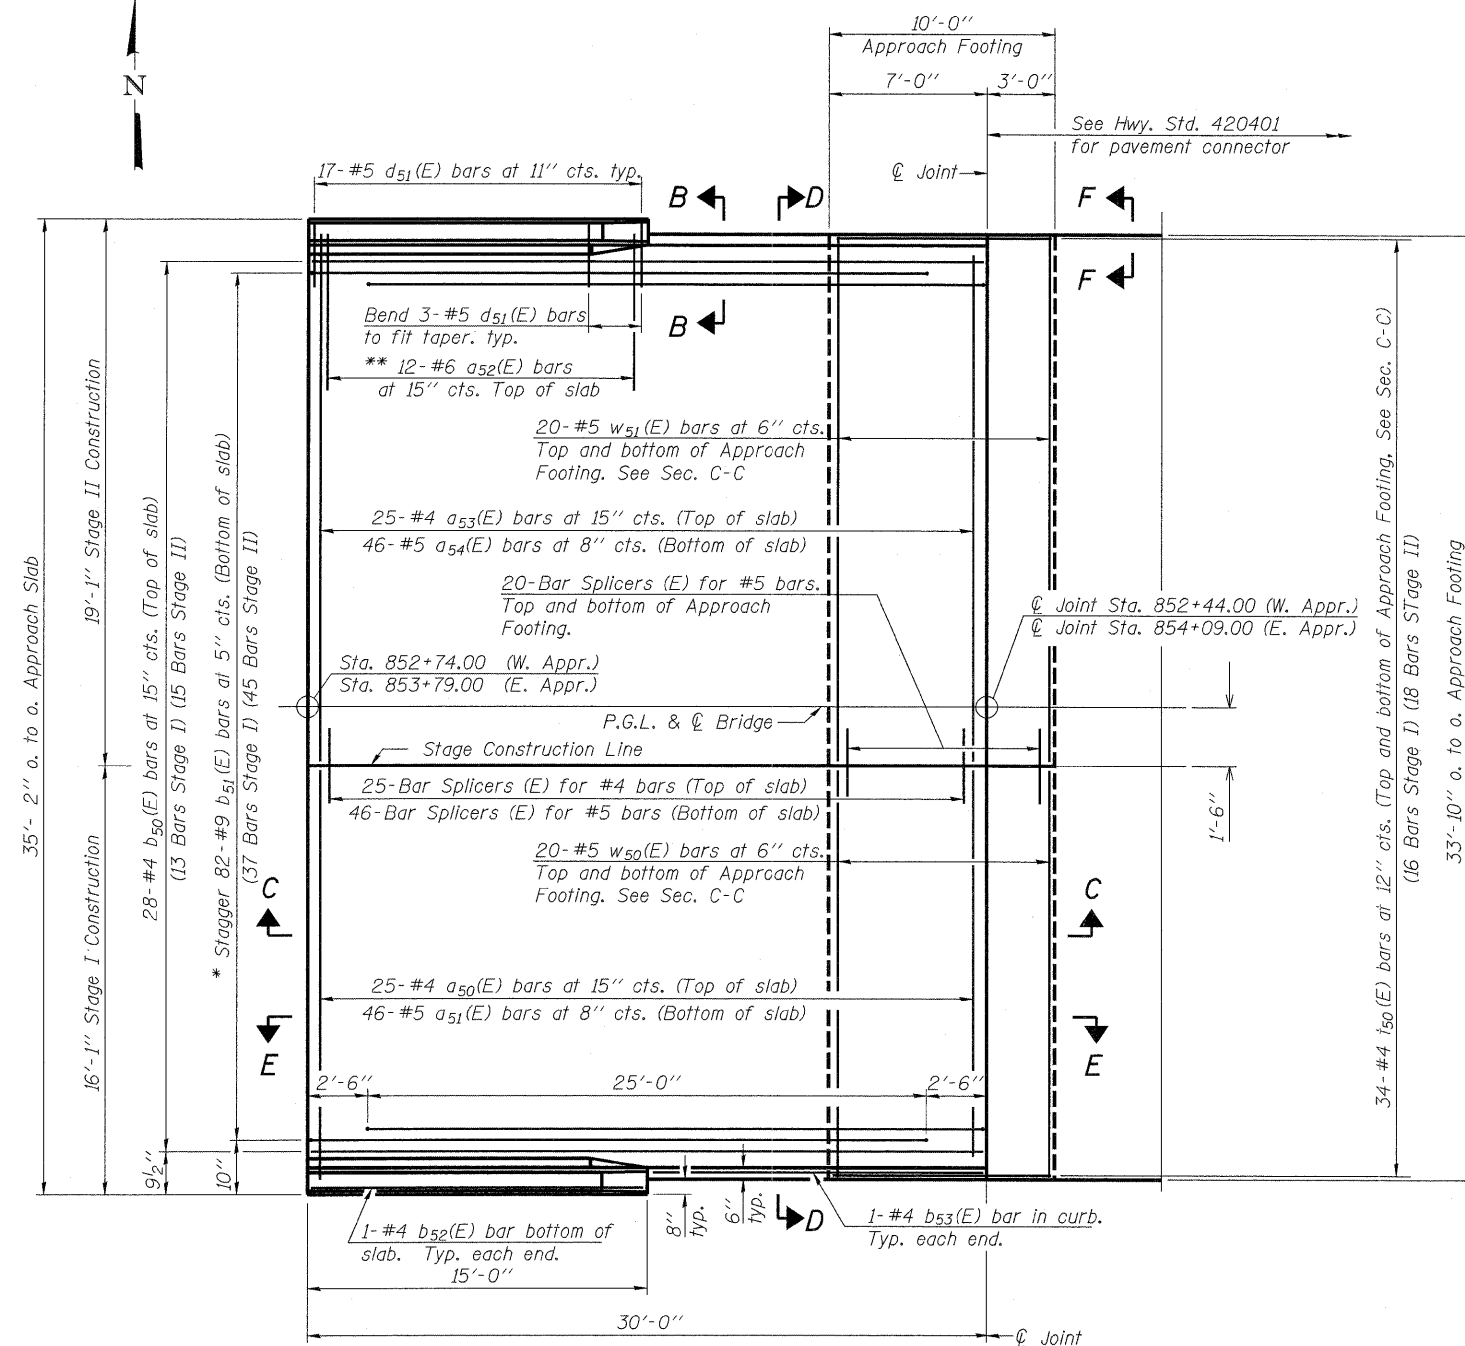 10'-0"
Approach Footing
7'-0"
3'-0"
N
See Hwy. Std. 420401
for pavement connector
17-#5 d51(E) bars at 11" cts. typ.
℄ Joint
B
D
F
F
B
Bend 3-#5 d51(E) bars
to fit taper. typ.
** 12-#6 a52(E) bars
at 15" cts. Top of slab
20-#5 w51(E) bars at 6" cts.
Top and bottom of Approach
Footing. See Sec. C-C
25-#4 a53(E) bars at 15" cts. (Top of slab)
46-#5 a54(E) bars at 8" cts. (Bottom of slab)
20-Bar Splicers (E) for #5 bars.
Top and bottom of Approach
Footing.
℄ Joint Sta. 852+44.00 (W. Appr.)
℄ Joint Sta. 854+09.00 (E. Appr.)
Sta. 852+74.00 (W. Appr.)
Sta. 853+79.00 (E. Appr.)
P.G.L. & ℄ Bridge
Stage Construction Line
25-Bar Splicers (E) for #4 bars (Top of slab)
46-Bar Splicers (E) for #5 bars (Bottom of slab)
1'-6"
20-#5 w50(E) bars at 6" cts.
Top and bottom of Approach
Footing. See Sec. C-C
C
C
25-#4 a50(E) bars at 15" cts. (Top of slab)
46-#5 a51(E) bars at 8" cts. (Bottom of slab)
E
E
2'-6"
25'-0"
2'-6"
35'- 2" o. to o. Approach Slab
19'-1" Stage II Construction
16'-1" Stage I Construction
28-#4 b50(E) bars at 15" cts. (Top of slab)
(13 Bars Stage I) (15 Bars Stage II)
* Stagger 82-#9 b51(E) bars at 5" cts. (Bottom of slab)
(37 Bars Stage I) (45 Bars Stage II)
34-#4 t50(E) bars at 12" cts. (Top and bottom of Approach Footing, See Sec. C-C)
(16 Bars Stage I) (18 Bars STage II)
33'-10" o. to o. Approach Footing
9½"
10"
8"
typ.
6"
typ.
D
1-#4 b52(E) bar bottom of
slab. Typ. each end.
1-#4 b53(E) bar in curb.
Typ. each end.
15'-0"
30'-0"
℄ Joint